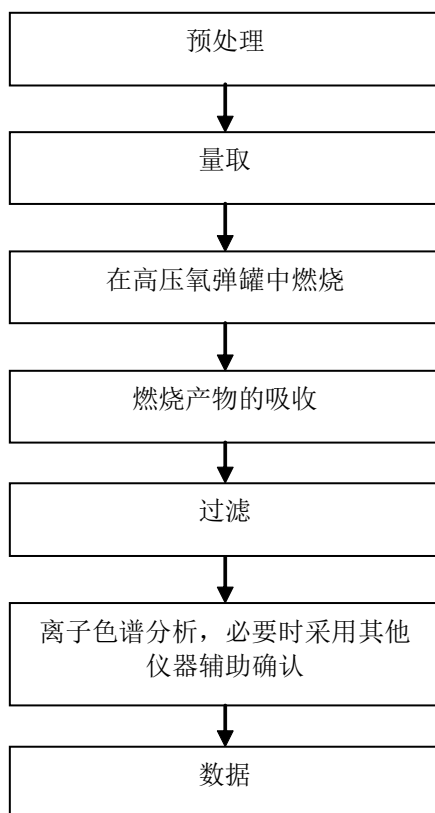 预处理
量取
在高压氧弹罐中燃烧
燃烧产物的吸收
过滤
离子色谱分析，必要时采用其他
仪器辅助确认
数据